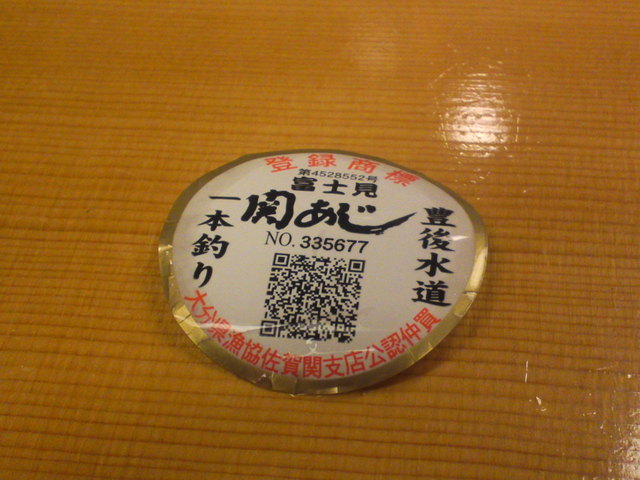 登録商標
第4528552号
富士見
関あじ
NO. 335677
一本釣り
豊後水道
大分県漁協佐賀関支店公認仲買